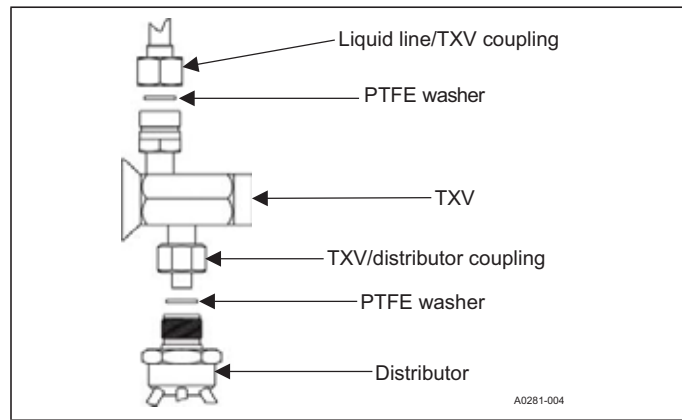 Liquid line/TXV coupling
PTFE washer
TXV
TXV/distributor coupling
PTFE washer
Distributor
A0281-004